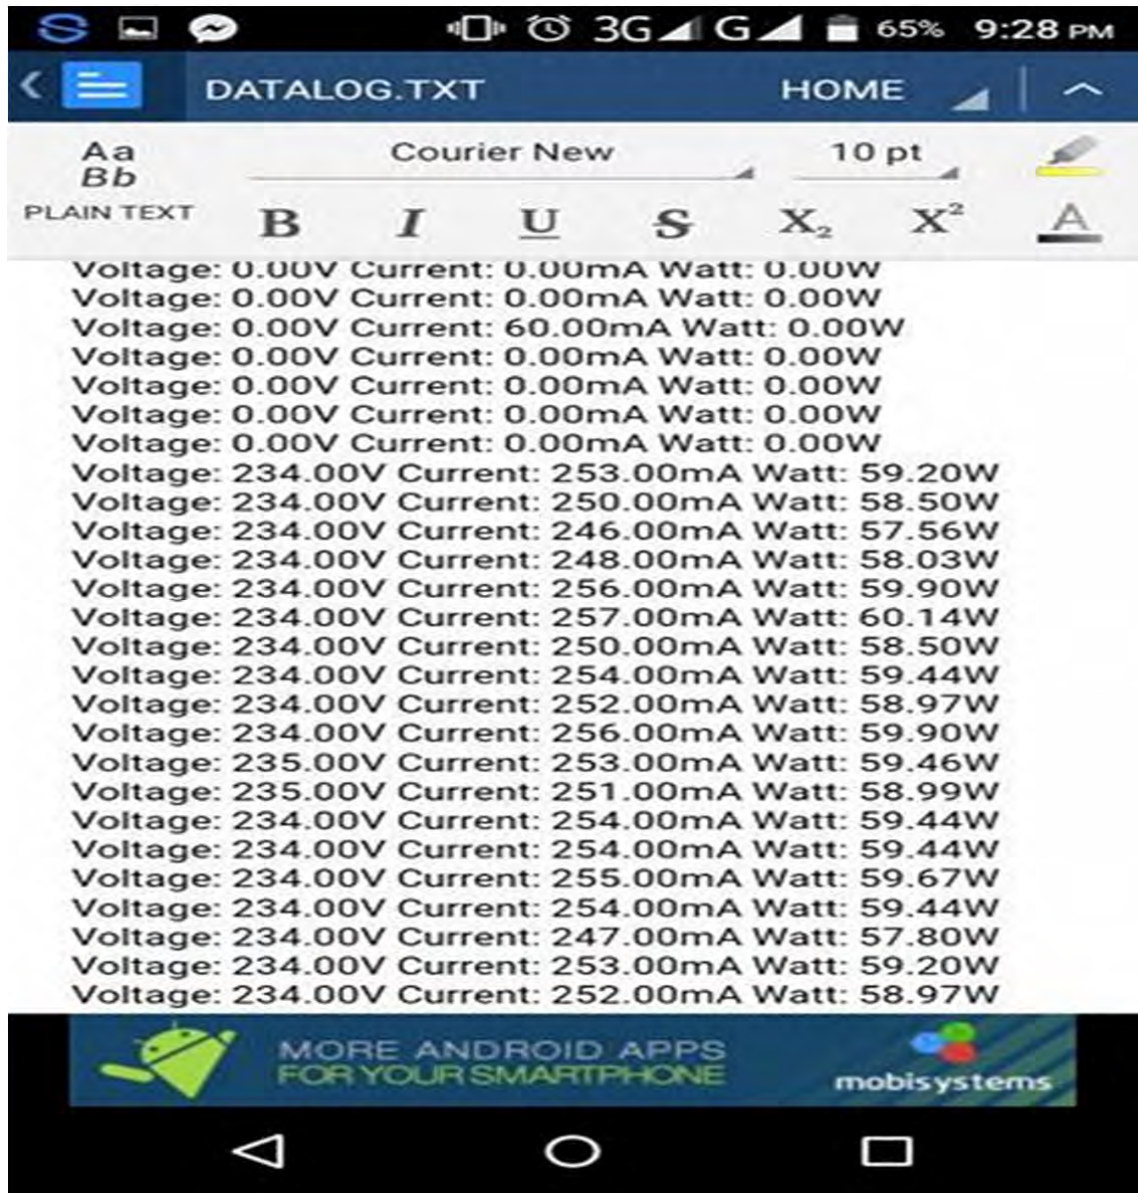 3G G 65% 9:28 PM
DATALOG.TXT HOME
Aa Courier New 10 pt
Bb
PLAIN TEXT B I U S X₂ X² A
Voltage: 0.00V Current: 0.00mA Watt: 0.00W
Voltage: 0.00V Current: 0.00mA Watt: 0.00W
Voltage: 0.00V Current: 60.00mA Watt: 0.00W
Voltage: 0.00V Current: 0.00mA Watt: 0.00W
Voltage: 0.00V Current: 0.00mA Watt: 0.00W
Voltage: 0.00V Current: 0.00mA Watt: 0.00W
Voltage: 0.00V Current: 0.00mA Watt: 0.00W
Voltage: 234.00V Current: 253.00mA Watt: 59.20W
Voltage: 234.00V Current: 250.00mA Watt: 58.50W
Voltage: 234.00V Current: 246.00mA Watt: 57.56W
Voltage: 234.00V Current: 248.00mA Watt: 58.03W
Voltage: 234.00V Current: 256.00mA Watt: 59.90W
Voltage: 234.00V Current: 257.00mA Watt: 60.14W
Voltage: 234.00V Current: 250.00mA Watt: 58.50W
Voltage: 234.00V Current: 254.00mA Watt: 59.44W
Voltage: 234.00V Current: 252.00mA Watt: 58.97W
Voltage: 234.00V Current: 256.00mA Watt: 59.90W
Voltage: 235.00V Current: 253.00mA Watt: 59.46W
Voltage: 235.00V Current: 251.00mA Watt: 58.99W
Voltage: 234.00V Current: 254.00mA Watt: 59.44W
Voltage: 234.00V Current: 254.00mA Watt: 59.44W
Voltage: 234.00V Current: 255.00mA Watt: 59.67W
Voltage: 234.00V Current: 254.00mA Watt: 59.44W
Voltage: 234.00V Current: 247.00mA Watt: 57.80W
Voltage: 234.00V Current: 253.00mA Watt: 59.20W
Voltage: 234.00V Current: 252.00mA Watt: 58.97W
MORE ANDROID APPS
FOR YOUR SMARTPHONE
mobisystems